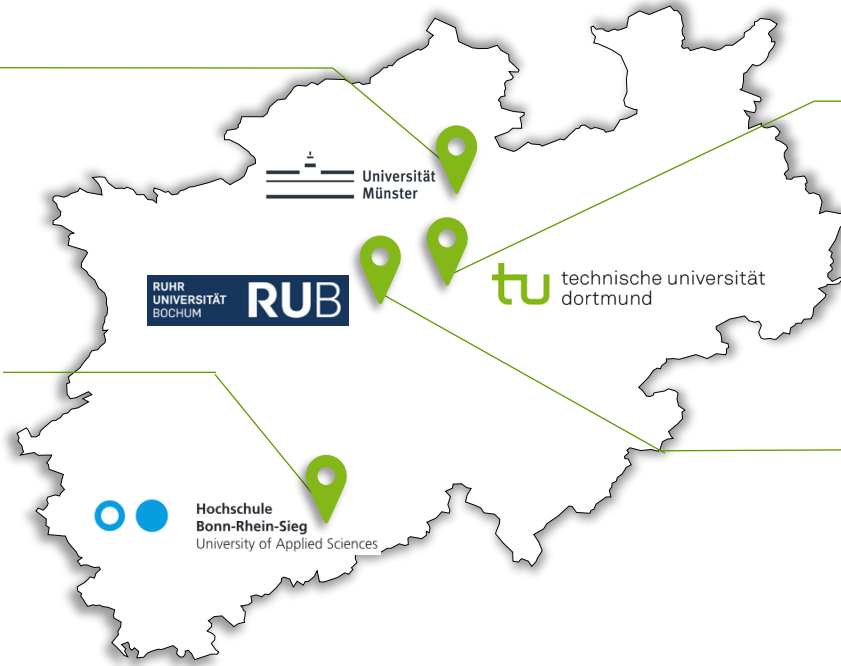 Universität
Münster
RUHR
UNIVERSITÄT
BOCHUM
RUB
tu
technische universität
dortmund
Hochschule
Bonn-Rhein-Sieg
University of Applied Sciences